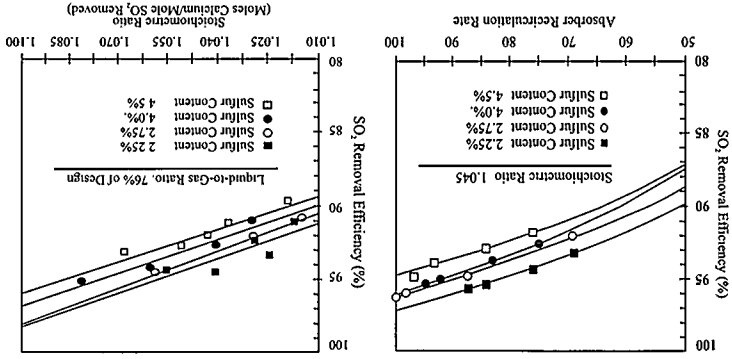 SO₂ Removal Efficiency (%)
100
95
90
85
80
Stoichiometric Ratio 1.045
Sulfur Content 2.25%
Sulfur Content 2.75%
Sulfur Content 4.0%.
Sulfur Content 4.5%
50 60 70 80 90 100
Absorber Recirculation Rate
SO₂ Removal Efficiency (%)
100
95
90
85
80
Liquid-to-Gas Ratio. 76% of Design
Sulfur Content 2 25%
Sulfur Content 2.75%
Sulfur Content 4.0%.
Sulfur Content 4 5%
1.010 1.025 1.040 1.055 1.070 1.085 1.100
Stoichiometric Ratio
(Moles Calcium/Mole SO₂ Removed)